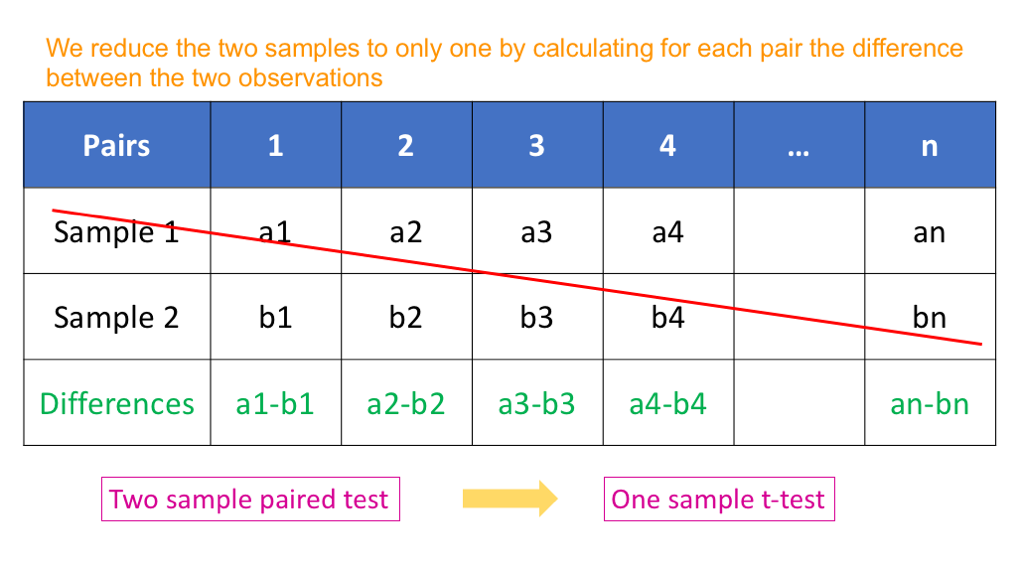 We reduce the two samples to only one by calculating for each pair the difference
between the two observations
Pairs 1 2 3 4 ... n
Sample 1 a1 a2 a3 a4 an
Sample 2 b1 b2 b3 b4 bn
Differences a1-b1 a2-b2 a3-b3 a4-b4 an-bn
Two sample paired test One sample t-test